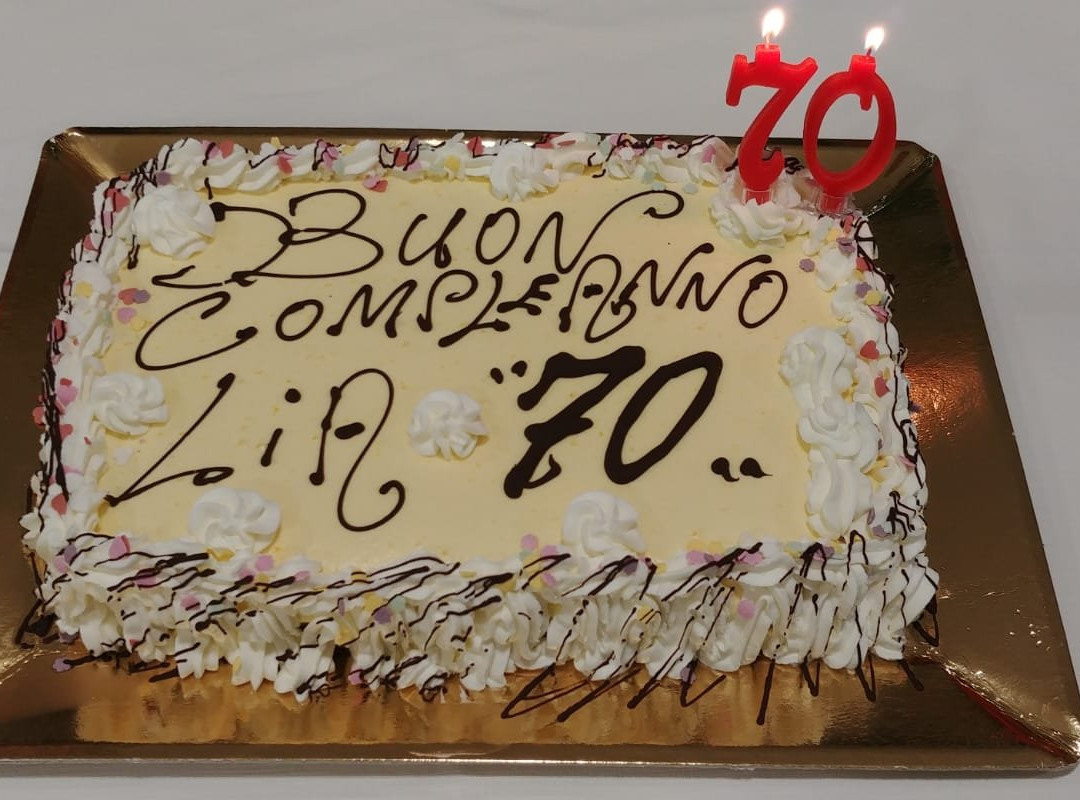 70
BUON
COMPLEANNO
LiA "70"